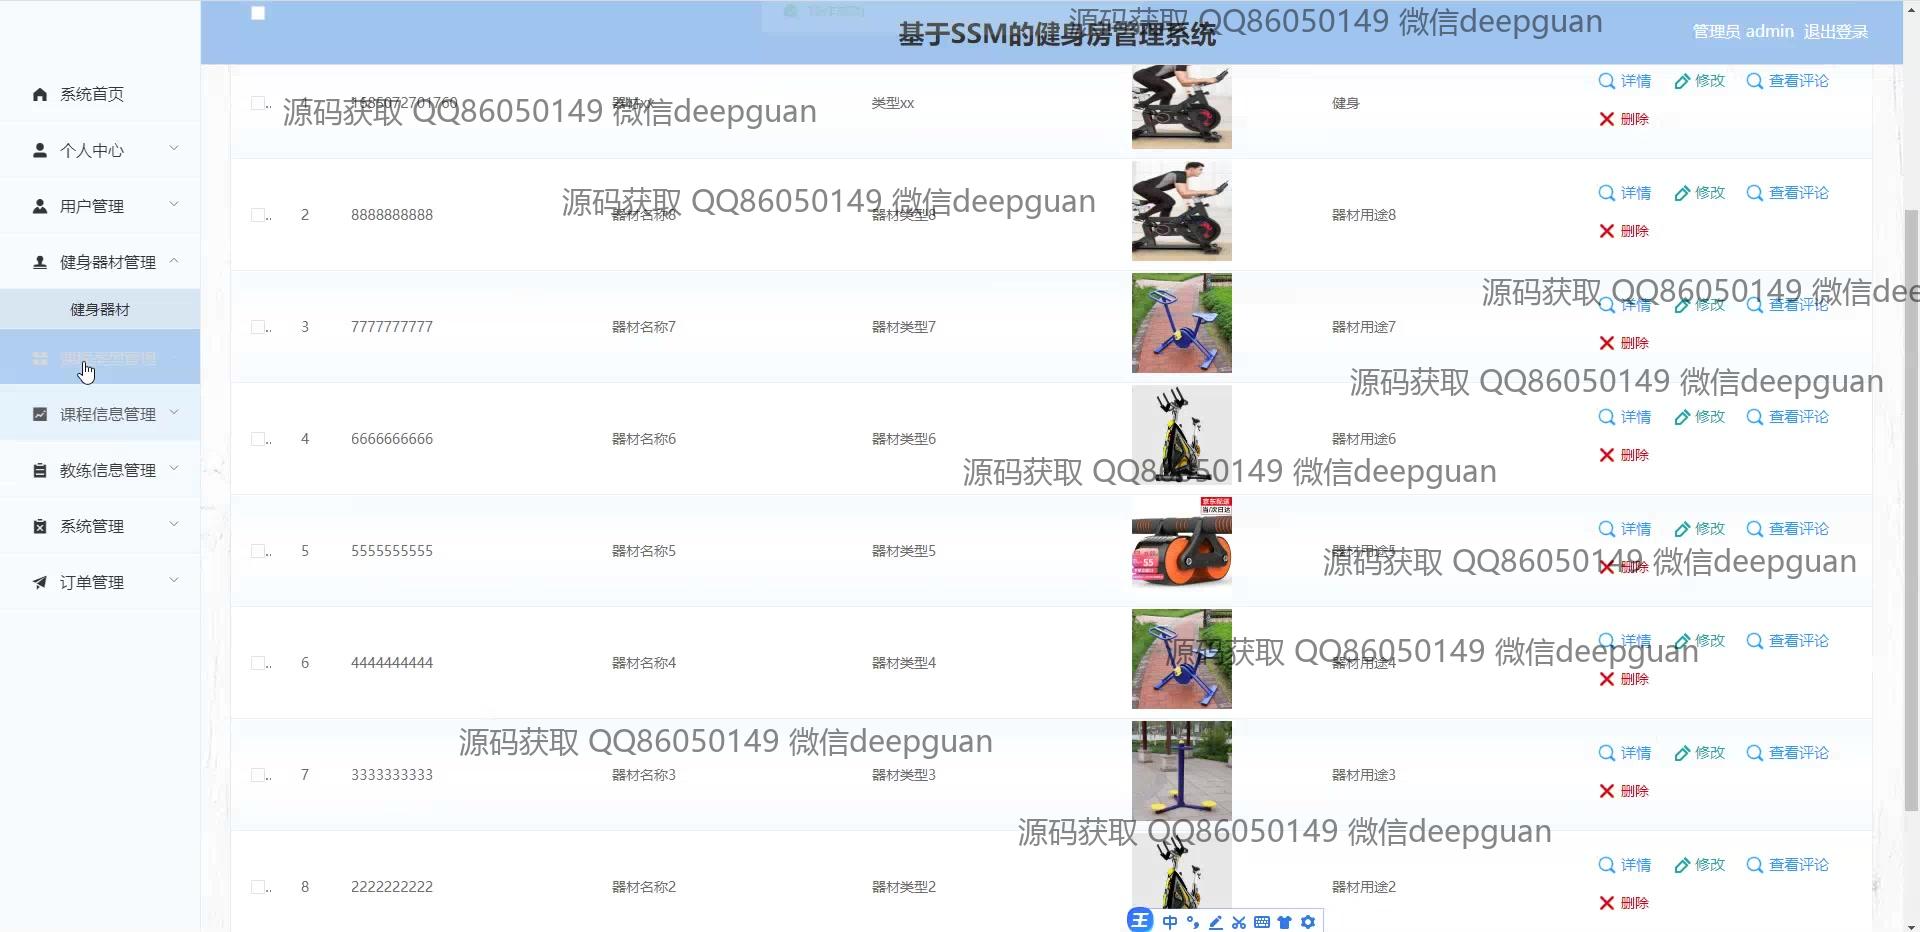 基于SSM的健身房管理系统
源码获取 QQ86050149 微信deepguan
管理员 admin 退出登录
系统首页
个人中心
用户管理
健身器材管理
健身器材
课程信息管理
教练信息管理
系统管理
订单管理
1 1685072701760 器材xx 类型xx 健身 详情 修改 查看评论
删除
源码获取 QQ86050149 微信deepguan
2 8888888888 器材名称8 器材类型8 器材用途8 详情 修改 查看评论
删除
源码获取 QQ86050149 微信deepguan
3 7777777777 器材名称7 器材类型7 器材用途7 详情 修改 查看评论
删除
源码获取 QQ86050149 微信dee
源码获取 QQ86050149 微信deepguan
4 6666666666 器材名称6 器材类型6 器材用途6 详情 修改 查看评论
删除
源码获取 QQ86050149 微信deepguan
5 5555555555 器材名称5 器材类型5 器材用途5 详情 修改 查看评论
删除
源码获取 QQ86050149 微信deepguan
6 4444444444 器材名称4 器材类型4 器材用途4 详情 修改 查看评论
删除
源码获取 QQ86050149 微信deepguan
7 3333333333 器材名称3 器材类型3 器材用途3 详情 修改 查看评论
删除
源码获取 QQ86050149 微信deepguan
源码获取 QQ86050149 微信deepguan
8 2222222222 器材名称2 器材类型2 器材用途2 详情 修改 查看评论
删除
王 中